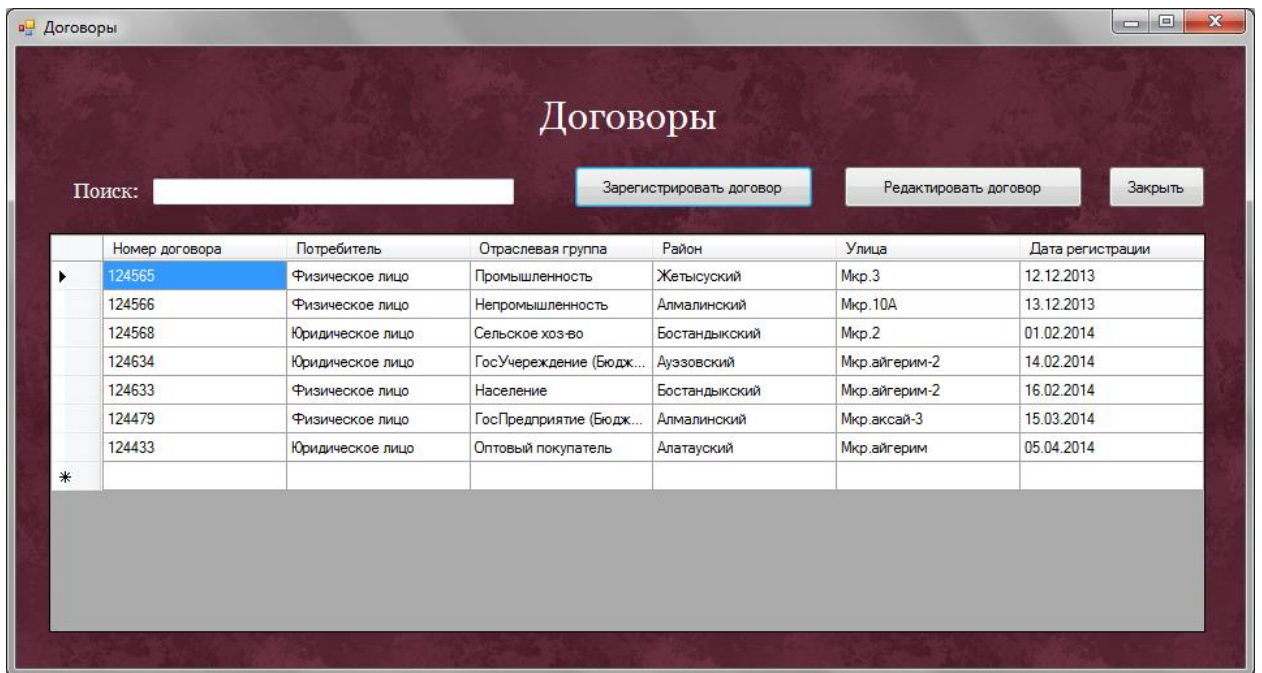 Договоры
Договоры
Поиск: Зарегистрировать договор Редактировать договор Закрыть
Номер договора Потребитель Отраслевая группа Район Улица Дата регистрации
124565 Физическое лицо Промышленность Жетысуский Мкр.3 12.12.2013
124566 Физическое лицо Непромышленность Алмалинский Мкр.10А 13.12.2013
124568 Юридическое лицо Сельское хоз-во Бостандыкский Мкр.2 01.02.2014
124634 Юридическое лицо ГосУчереждение (Бюдж... Ауэзовский Мкр.айгерим-2 14.02.2014
124633 Физическое лицо Население Бостандыкский Мкр.айгерим-2 16.02.2014
124479 Физическое лицо ГосПредприятие (Бюдж... Алмалинский Мкр.аксай-3 15.03.2014
124433 Юридическое лицо Оптовый покупатель Алатауский Мкр.айгерим 05.04.2014